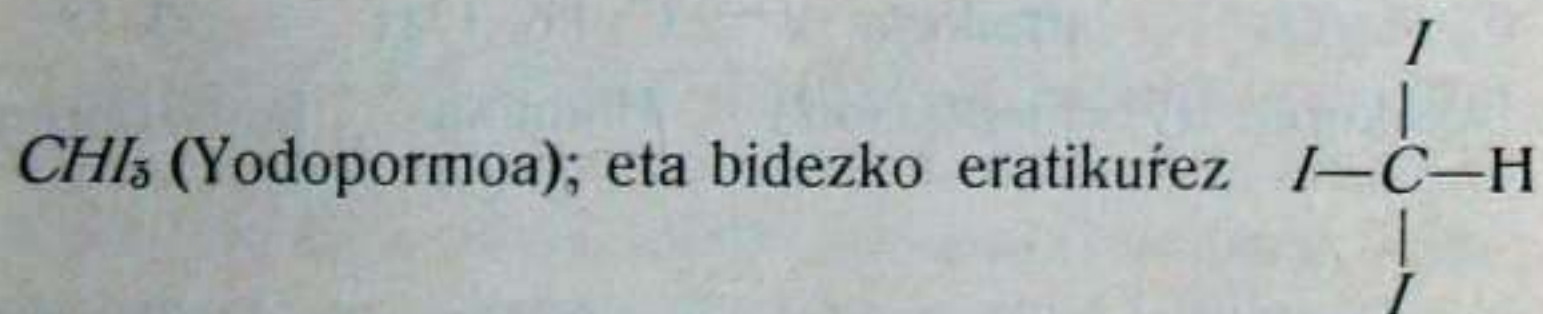 I
|
CHI₃ (Yodopormoa); eta bidezko eratikuŕez I—C—H
|
I